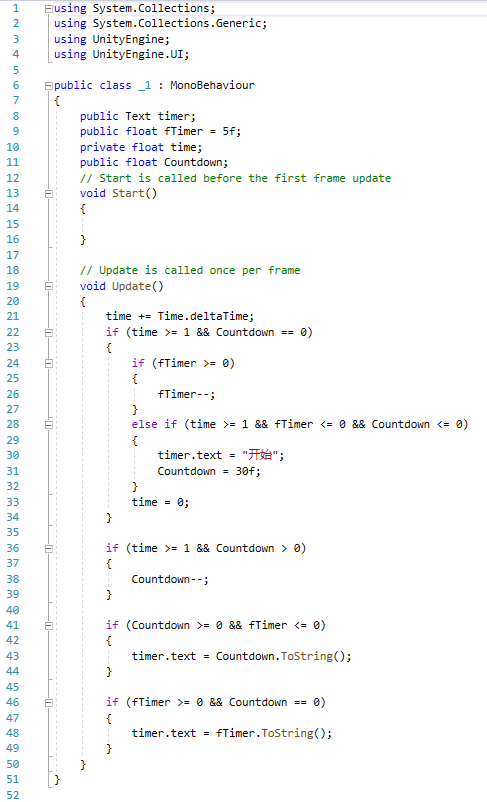 1 using System.Collections;
2 using System.Collections.Generic;
3 using UnityEngine;
4 using UnityEngine.UI;
5
6 public class _1 : MonoBehaviour
7 {
8     public Text timer;
9     public float fTimer = 5f;
10     private float time;
11     public float Countdown;
12     // Start is called before the first frame update
13     void Start()
14     {
15
16     }
17
18     // Update is called once per frame
19     void Update()
20     {
21         time += Time.deltaTime;
22         if (time >= 1 && Countdown == 0)
23         {
24             if (fTimer >= 0)
25             {
26                 fTimer--;
27             }
28             else if (time >= 1 && fTimer <= 0 && Countdown <= 0)
29             {
30                 timer.text = "开始";
31                 Countdown = 30f;
32             }
33             time = 0;
34         }
35
36         if (time >= 1 && Countdown > 0)
37         {
38             Countdown--;
39         }
40
41         if (Countdown >= 0 && fTimer <= 0)
42         {
43             timer.text = Countdown.ToString();
44         }
45
46         if (fTimer >= 0 && Countdown == 0)
47         {
48             timer.text = fTimer.ToString();
49         }
50     }
51 }
52